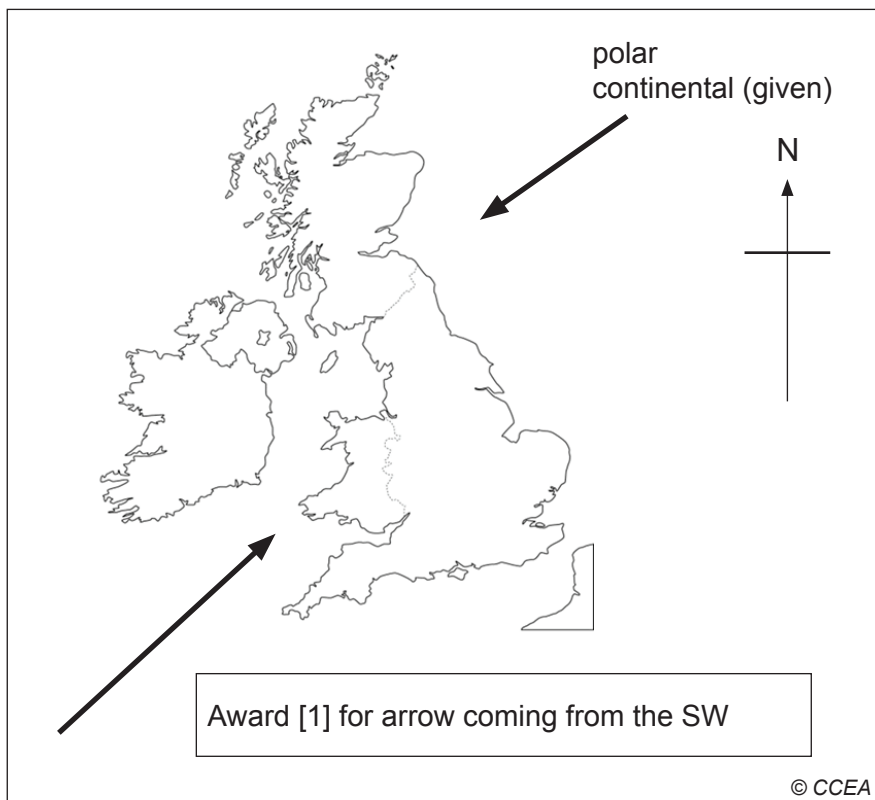 polar
continental (given)
N
Award [1] for arrow coming from the SW
© CCEA